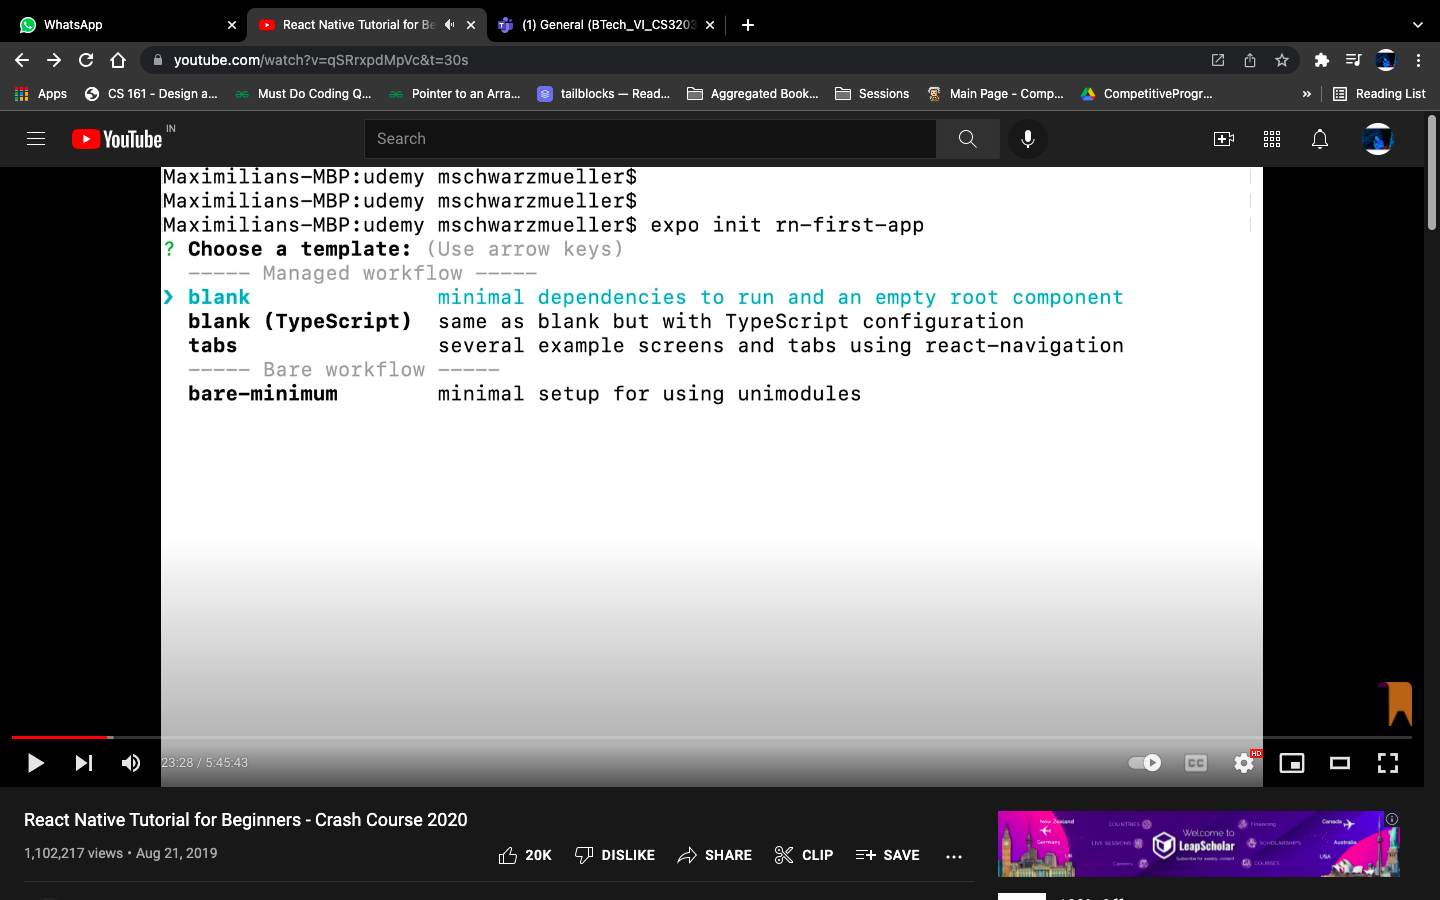 WhatsApp
React Native Tutorial for Be
(1) General (BTech_VI_CS3203
youtube.com/watch?v=qSRrxpdMpVc&t=30s
Apps
CS 161 - Design a...
Must Do Coding Q...
Pointer to an Arra...
tailblocks — Read...
Aggregated Book...
Sessions
Main Page - Comp...
CompetitiveProgr...
»
Reading List
YouTube IN
Search
Maximilians-MBP:udemy mschwarzmueller$
Maximilians-MBP:udemy mschwarzmueller$
Maximilians-MBP:udemy mschwarzmueller$ expo init rn-first-app
? Choose a template: (Use arrow keys)
----- Managed workflow -----
❯ blank minimal dependencies to run and an empty root component
blank (TypeScript) same as blank but with TypeScript configuration
tabs several example screens and tabs using react-navigation
----- Bare workflow -----
bare-minimum minimal setup for using unimodules
23:28 / 5:45:43
CC
HD
React Native Tutorial for Beginners - Crash Course 2020
1,102,217 views • Aug 21, 2019
20K
DISLIKE
SHARE
CLIP
SAVE
New Zealand
Germany
UK
COUNTRIES
LIVE SESSIONS
Careers
Welcome to
LeapScholar
Subscribe for weekly content
Financing
SCHOLARSHIPS
COURSES
Canada
Australia
USA